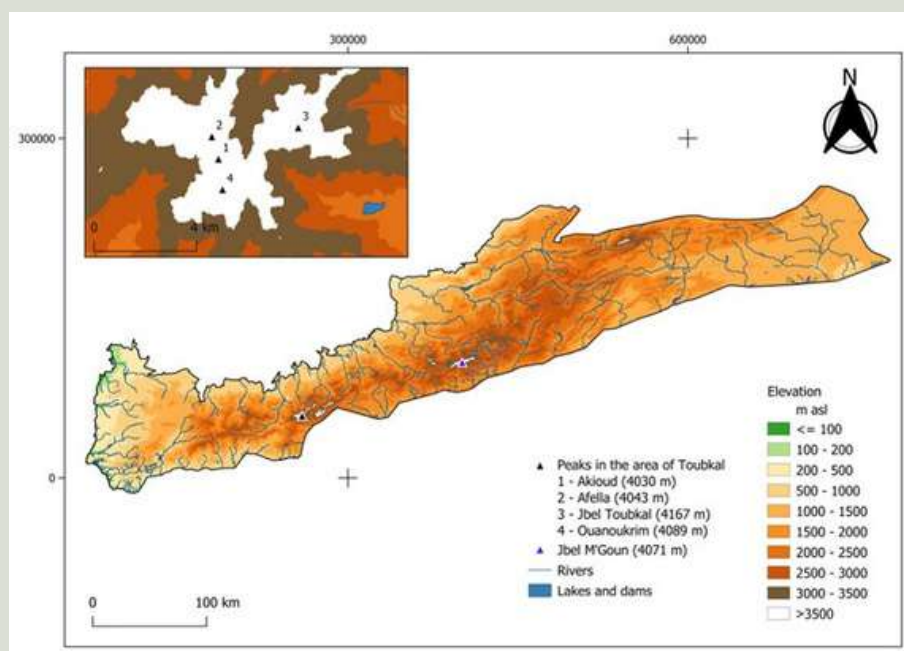 300000
600000
N
300000
2
3
1
4
0
4 km
0
Elevation
m asl
<= 100
100 - 200
200 - 500
500 - 1000
1000 - 1500
1500 - 2000
2000 - 2500
2500 - 3000
3000 - 3500
>3500
Peaks in the area of Toubkal
1 - Akioud (4030 m)
2 - Afella (4043 m)
3 - Jbel Toubkal (4167 m)
4 - Ouanoukrim (4089 m)
Jbel M'Goun (4071 m)
Rivers
Lakes and dams
0
100 km